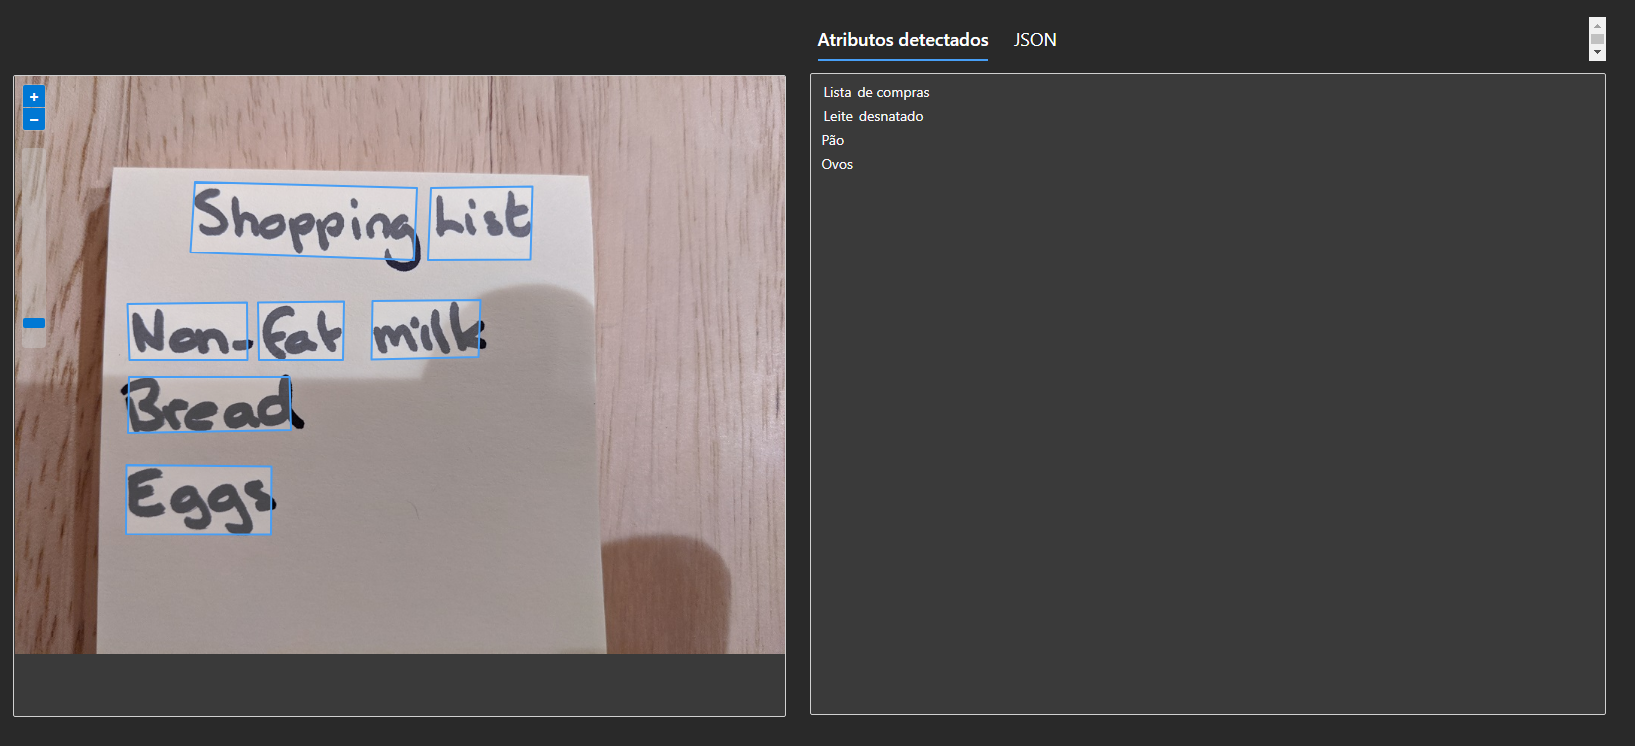 Atributos detectados JSON
+
−
Shopping List
Non-fat milk
Bread
Eggs
Lista de compras
Leite desnatado
Pão
Ovos